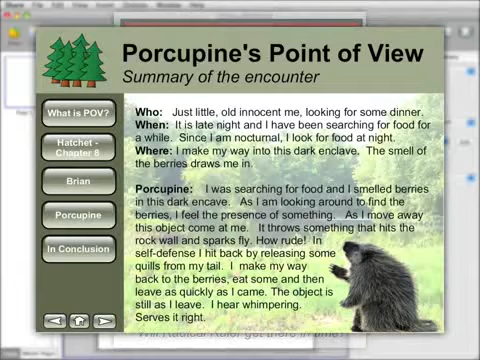 Porcupine's Point of View
Summary of the encounter
What is POV?
Hatchet -
Chapter 8
Brian
Porcupine
In Conclusion
Who: Just little, old innocent me, looking for some dinner.
When: It is late night and I have been searching for food for
a while. Since I am nocturnal, I look for food at night.
Where: I make my way into this dark enclave. The smell of
the berries draws me in.
Porcupine: I was searching for food and I smelled berries
in this dark encave. As I am looking around to find the
berries, I feel the presence of something. As I move away
this object come at me. It throws something that hits the
rock wall and sparks fly. How rude! In
self-defense I hit back by releasing some
quills from my tail. I make my way
back to the berries, eat some and then
leave as quickly as I came. The object is
still as I leave. I hear whimpering.
Serves it right.